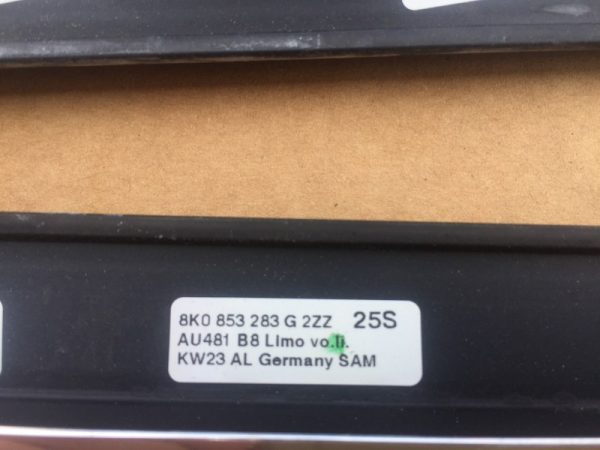 8K0 853 283 G 2ZZ 25S
AU481 B8 Limo vo.li.
KW23 AL Germany SAM